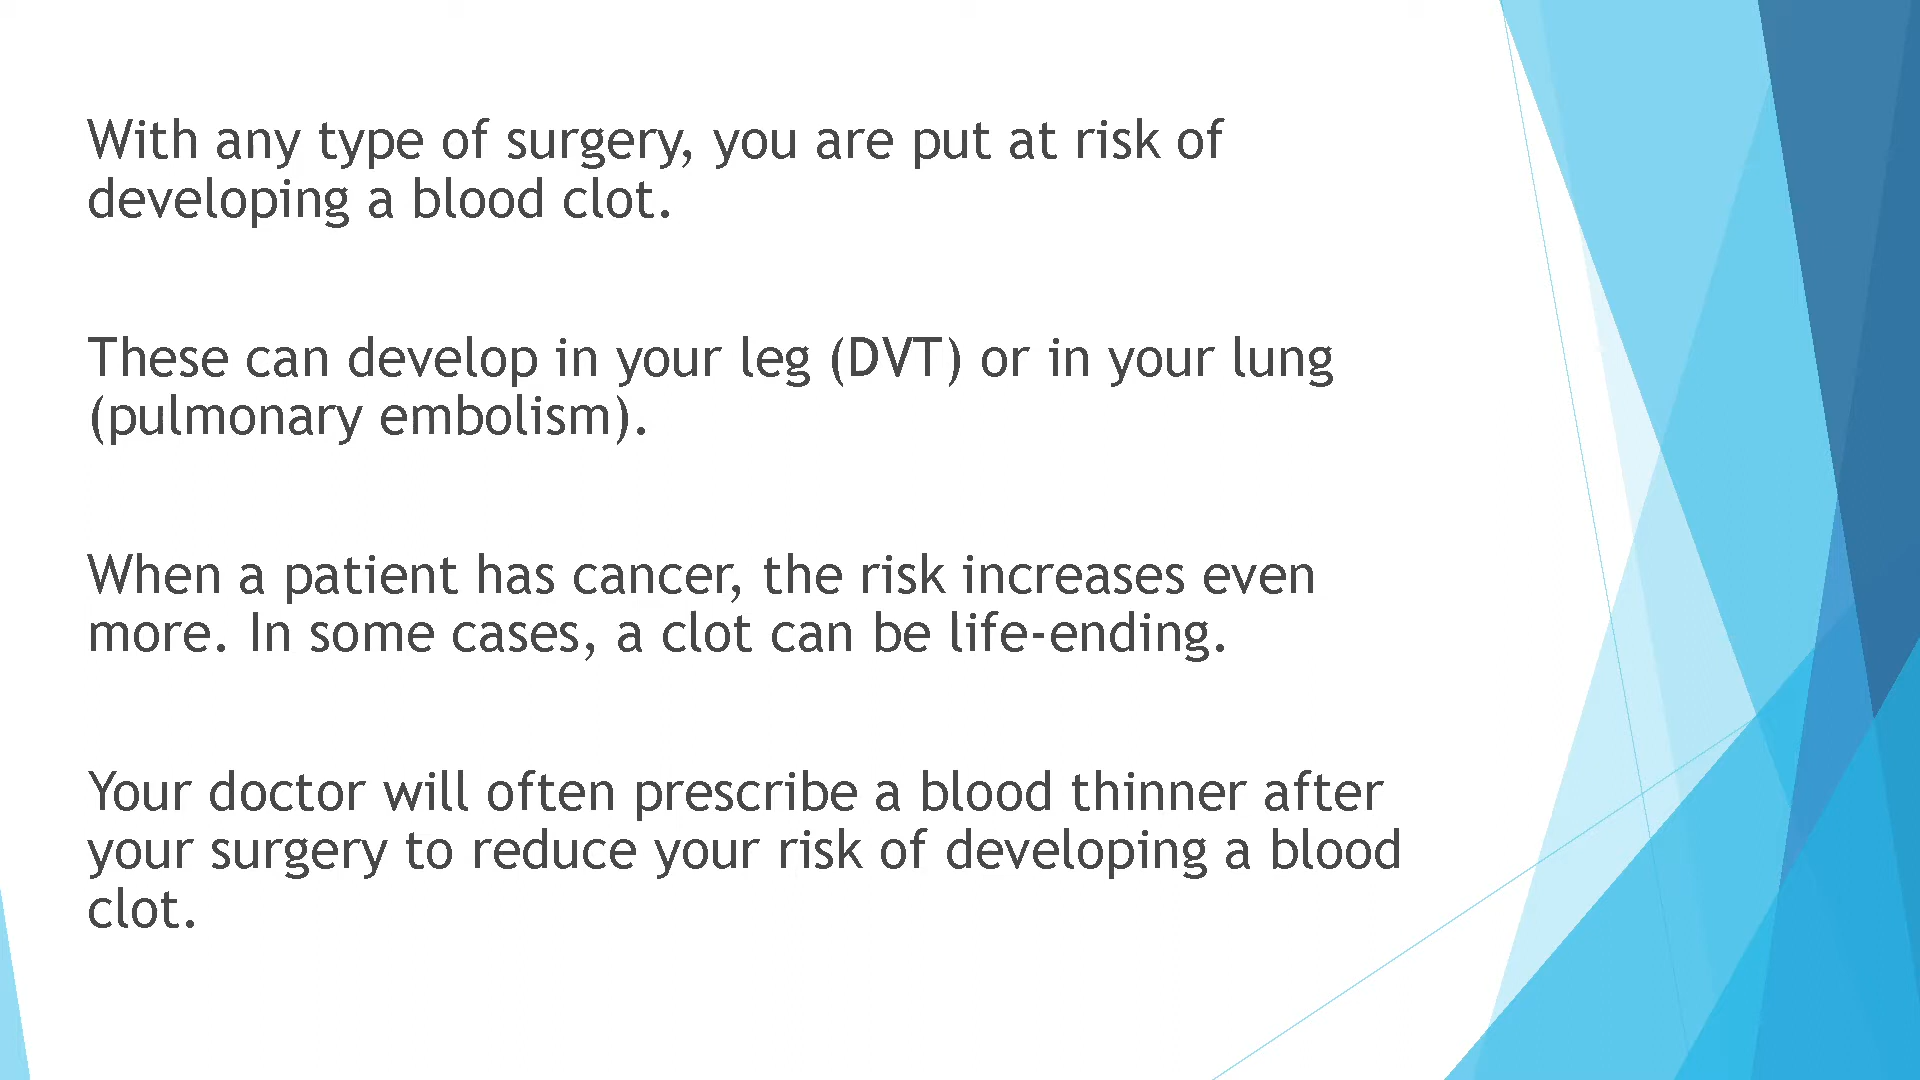 With any type of surgery, you are put at risk of
developing a blood clot.
These can develop in your leg (DVT) or in your lung
(pulmonary embolism).
When a patient has cancer, the risk increases even
more. In some cases, a clot can be life-ending.
Your doctor will often prescribe a blood thinner after
your surgery to reduce your risk of developing a blood
clot.